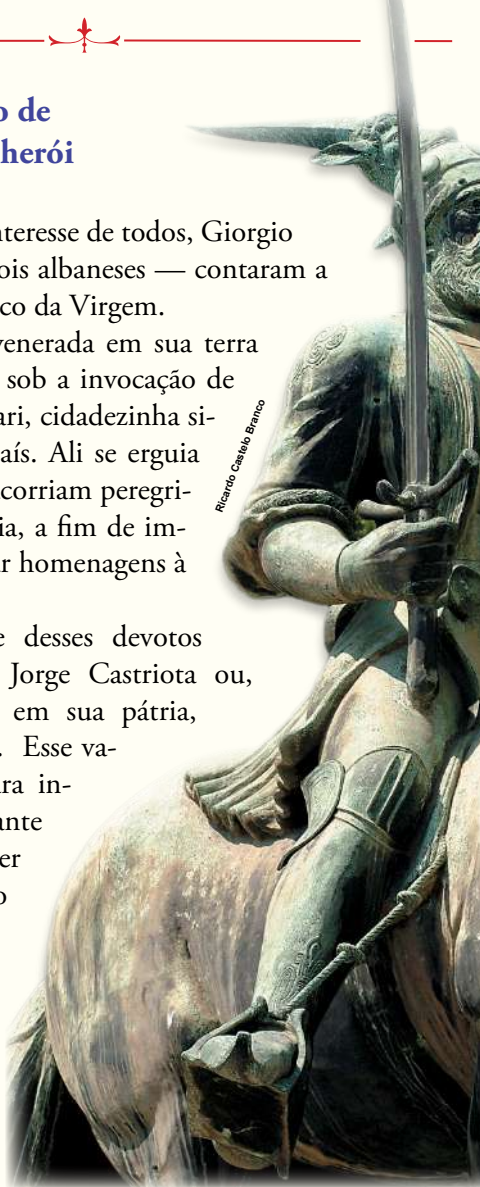 o de
herói
nteresse de todos, Giorgio
ois albaneses — contaram a
co da Virgem.
venerada em sua terra
sob a invocação de
ari, cidadezinha si-
aís. Ali se erguia
corriam peregri-
ia, a fim de im-
r homenagens à
e desses devotos
Jorge Castriota ou,
em sua pátria,
. Esse va-
ra in-
ante
er
o
Ricardo Castelo Branco